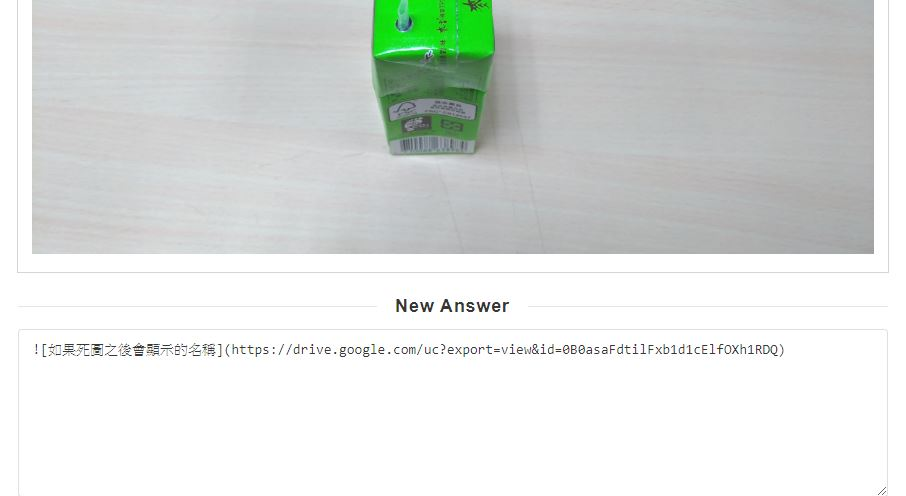 New Answer
![如果死圖之後會顯示的名稱](https://drive.google.com/uc?export=view&id=0B0asaFdtilFxb1d1cElfOXh1RDQ)